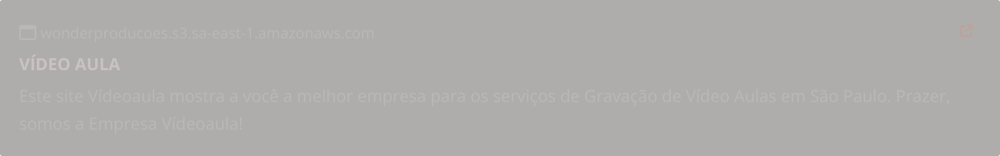 wonderproducoes.s3.sa-east-1.amazonaws.com
VÍDEO AULA
Este site Vídeoaula mostra a você a melhor empresa para os serviços de Gravação de Vídeo Aulas em São Paulo. Prazer,
somos a Empresa Vídeoaula!